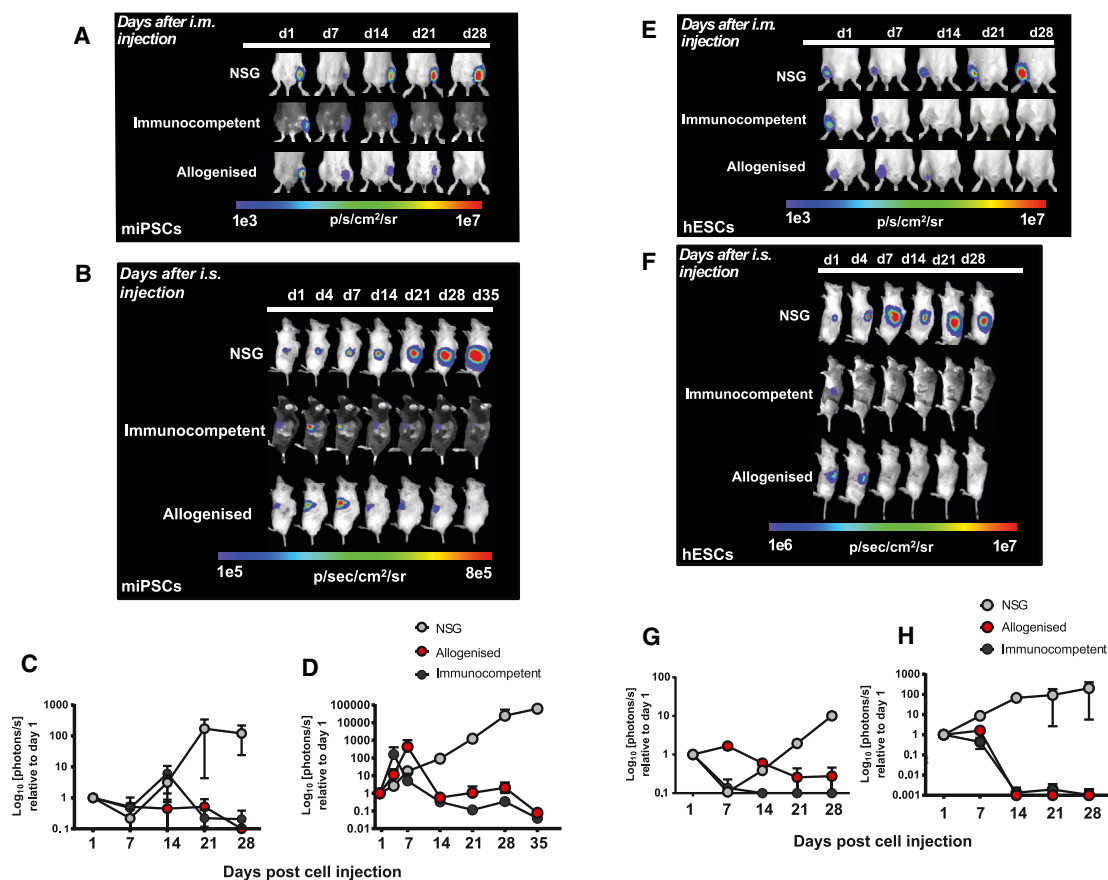 A
Days after i.m. injection
d1 d7 d14 d21 d28
NSG
Immunocompetent
Allogenised
1e3 p/s/cm²/sr 1e7
miPSCs
B
Days after i.s. injection
d1 d4 d7 d14 d21 d28 d35
NSG
Immunocompetent
Allogenised
1e5 p/sec/cm²/sr 8e5
miPSCs
E
Days after i.m. injection
d1 d7 d14 d21 d28
NSG
Immunocompetent
Allogenised
1e3 p/s/cm²/sr 1e7
hESCs
F
Days after i.s. injection
d1 d4 d7 d14 d21 d28
NSG
Immunocompetent
Allogenised
1e6 p/sec/cm²/sr 1e7
hESCs
NSG
Allogenised
Immunocompetent
C
Log10 [photons/s] relative to day 1
1000
100
10
1
0.1
1 7 14 21 28
D
Log10 [photons/s] relative to day 1
100000
10000
1000
100
10
1
0.1
0.01
1 7 14 21 28 35
Days post cell injection
NSG
Allogenised
Immunocompetent
G
Log10 [photons/s] relative to day 1
100
10
1
0.1
1 7 14 21 28
H
Log10 [photons/s] relative to day 1
1000
100
10
1
0.1
0.01
0.001
1 7 14 21 28
Days post cell injection